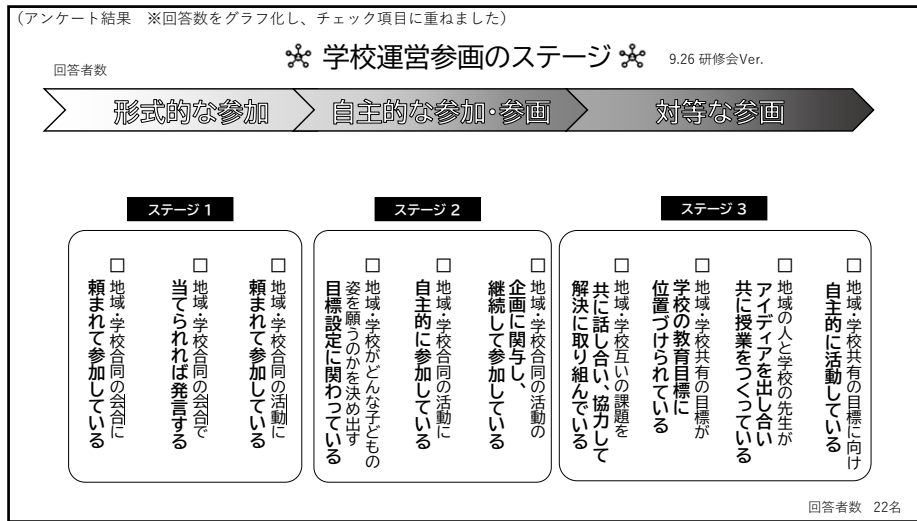 (アンケート結果 ※回答数をグラフ化し、チェック項目に重ねました)
学校運営参画のステージ
9.26 研修会Ver.
回答者数
形式的な参加
自主的な参加・参画
対等な参画
ステージ 1
□ 地域・学校合同の会合に
頼まれて参加している
□ 地域・学校合同の会合で
当てられれば発言する
□ 地域・学校合同の活動に
頼まれて参加している
ステージ 2
□ 地域・学校がどんな子どもの
姿を願うのかを決め出す
目標設定に関わっている
□ 地域・学校合同の活動に
自主的に参加している
□ 地域・学校合同の活動の
企画に関与し、
継続して参加している
ステージ 3
□ 地域・学校互いの課題を
共に話し合い、協力して
解決に取り組んでいる
□ 地域・学校共有の目標が
学校の教育目標に
位置づけられている
□ 地域の人と学校の先生が
アイディアを出し合い
共に授業をつくっている
□ 地域・学校共有の目標に向け
自主的に活動している
回答者数 22名